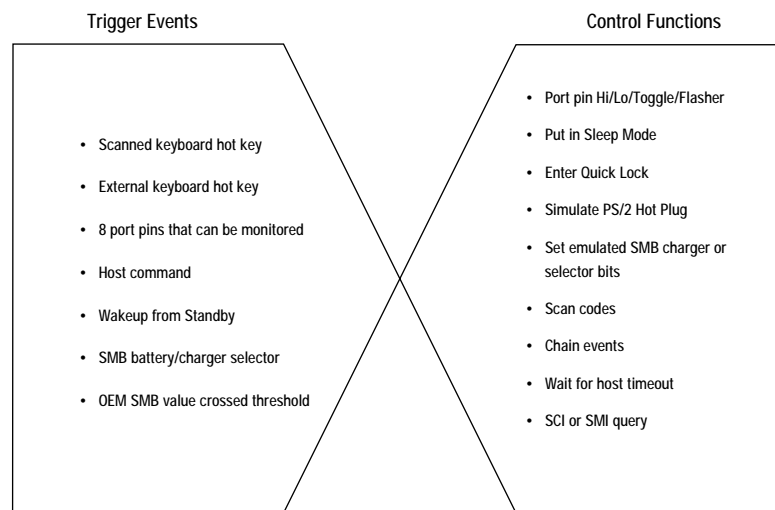 Trigger Events
• Scanned keyboard hot key
• External keyboard hot key
• 8 port pins that can be monitored
• Host command
• Wakeup from Standby
• SMB battery/charger selector
• OEM SMB value crossed threshold
Control Functions
• Port pin Hi/Lo/Toggle/Flasher
• Put in Sleep Mode
• Enter Quick Lock
• Simulate PS/2 Hot Plug
• Set emulated SMB charger or
selector bits
• Scan codes
• Chain events
• Wait for host timeout
• SCI or SMI query